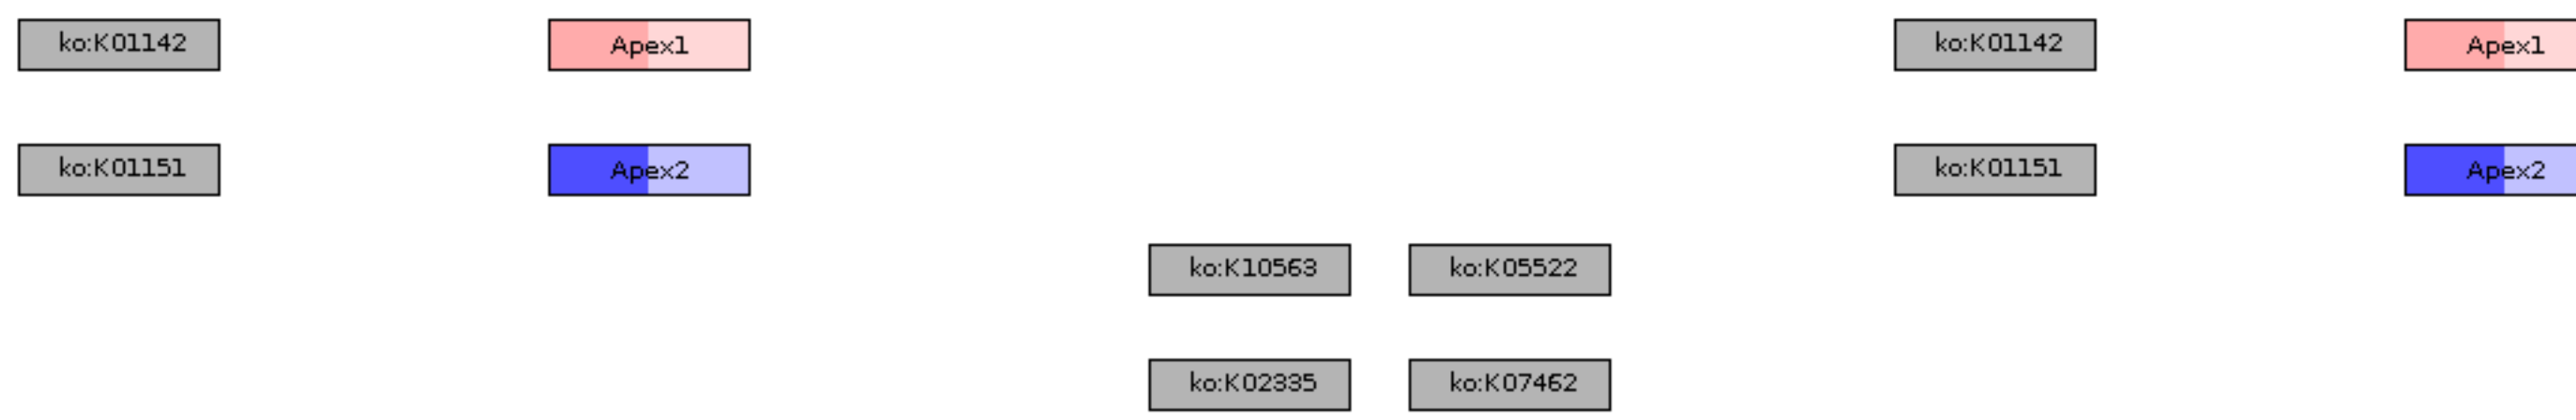 ko:K01142 Apex1 ko:K01142 Apex1
ko:K01151 Apex2 ko:K01151 Apex2
ko:K10563 ko:K05522
ko:K02335 ko:K07462